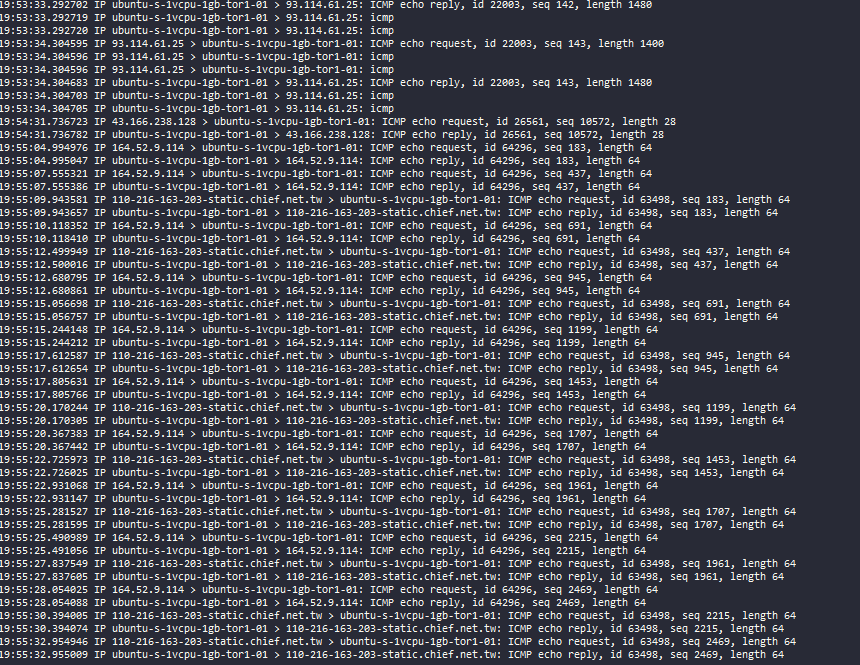 19:53:33.292702 IP ubuntu-s-1vcpu-1gb-tor1-01 > 93.114.61.25: ICMP echo reply, id 22003, seq 142, length 1480
19:53:33.292719 IP ubuntu-s-1vcpu-1gb-tor1-01 > 93.114.61.25: icmp
19:53:33.292720 IP ubuntu-s-1vcpu-1gb-tor1-01 > 93.114.61.25: icmp
19:53:34.304595 IP 93.114.61.25 > ubuntu-s-1vcpu-1gb-tor1-01: ICMP echo request, id 22003, seq 143, length 1400
19:53:34.304596 IP 93.114.61.25 > ubuntu-s-1vcpu-1gb-tor1-01: icmp
19:53:34.304596 IP 93.114.61.25 > ubuntu-s-1vcpu-1gb-tor1-01: icmp
19:53:34.304683 IP ubuntu-s-1vcpu-1gb-tor1-01 > 93.114.61.25: ICMP echo reply, id 22003, seq 143, length 1480
19:53:34.304703 IP ubuntu-s-1vcpu-1gb-tor1-01 > 93.114.61.25: icmp
19:53:34.304705 IP ubuntu-s-1vcpu-1gb-tor1-01 > 93.114.61.25: icmp
19:54:31.736723 IP 43.166.238.128 > ubuntu-s-1vcpu-1gb-tor1-01: ICMP echo request, id 26561, seq 10572, length 28
19:54:31.736782 IP ubuntu-s-1vcpu-1gb-tor1-01 > 43.166.238.128: ICMP echo reply, id 26561, seq 10572, length 28
19:55:04.994976 IP 164.52.9.114 > ubuntu-s-1vcpu-1gb-tor1-01: ICMP echo request, id 64296, seq 183, length 64
19:55:04.995047 IP ubuntu-s-1vcpu-1gb-tor1-01 > 164.52.9.114: ICMP echo reply, id 64296, seq 183, length 64
19:55:07.555321 IP 164.52.9.114 > ubuntu-s-1vcpu-1gb-tor1-01: ICMP echo request, id 64296, seq 437, length 64
19:55:07.555386 IP ubuntu-s-1vcpu-1gb-tor1-01 > 164.52.9.114: ICMP echo reply, id 64296, seq 437, length 64
19:55:09.943581 IP 110-216-163-203-static.chief.net.tw > ubuntu-s-1vcpu-1gb-tor1-01: ICMP echo request, id 63498, seq 183, length 64
19:55:09.943657 IP ubuntu-s-1vcpu-1gb-tor1-01 > 110-216-163-203-static.chief.net.tw: ICMP echo reply, id 63498, seq 183, length 64
19:55:10.118352 IP 164.52.9.114 > ubuntu-s-1vcpu-1gb-tor1-01: ICMP echo request, id 64296, seq 691, length 64
19:55:10.118410 IP ubuntu-s-1vcpu-1gb-tor1-01 > 164.52.9.114: ICMP echo reply, id 64296, seq 691, length 64
19:55:12.499949 IP 110-216-163-203-static.chief.net.tw > ubuntu-s-1vcpu-1gb-tor1-01: ICMP echo request, id 63498, seq 437, length 64
19:55:12.500016 IP ubuntu-s-1vcpu-1gb-tor1-01 > 110-216-163-203-static.chief.net.tw: ICMP echo reply, id 63498, seq 437, length 64
19:55:12.680795 IP 164.52.9.114 > ubuntu-s-1vcpu-1gb-tor1-01: ICMP echo request, id 64296, seq 945, length 64
19:55:12.680861 IP ubuntu-s-1vcpu-1gb-tor1-01 > 164.52.9.114: ICMP echo reply, id 64296, seq 945, length 64
19:55:15.056698 IP 110-216-163-203-static.chief.net.tw > ubuntu-s-1vcpu-1gb-tor1-01: ICMP echo request, id 63498, seq 691, length 64
19:55:15.056757 IP ubuntu-s-1vcpu-1gb-tor1-01 > 110-216-163-203-static.chief.net.tw: ICMP echo reply, id 63498, seq 691, length 64
19:55:15.244148 IP 164.52.9.114 > ubuntu-s-1vcpu-1gb-tor1-01: ICMP echo request, id 64296, seq 1199, length 64
19:55:15.244212 IP ubuntu-s-1vcpu-1gb-tor1-01 > 164.52.9.114: ICMP echo reply, id 64296, seq 1199, length 64
19:55:17.612587 IP 110-216-163-203-static.chief.net.tw > ubuntu-s-1vcpu-1gb-tor1-01: ICMP echo request, id 63498, seq 945, length 64
19:55:17.612654 IP ubuntu-s-1vcpu-1gb-tor1-01 > 110-216-163-203-static.chief.net.tw: ICMP echo reply, id 63498, seq 945, length 64
19:55:17.805631 IP 164.52.9.114 > ubuntu-s-1vcpu-1gb-tor1-01: ICMP echo request, id 64296, seq 1453, length 64
19:55:17.805766 IP ubuntu-s-1vcpu-1gb-tor1-01 > 164.52.9.114: ICMP echo reply, id 64296, seq 1453, length 64
19:55:20.170244 IP 110-216-163-203-static.chief.net.tw > ubuntu-s-1vcpu-1gb-tor1-01: ICMP echo request, id 63498, seq 1199, length 64
19:55:20.170305 IP ubuntu-s-1vcpu-1gb-tor1-01 > 110-216-163-203-static.chief.net.tw: ICMP echo reply, id 63498, seq 1199, length 64
19:55:20.367383 IP 164.52.9.114 > ubuntu-s-1vcpu-1gb-tor1-01: ICMP echo request, id 64296, seq 1707, length 64
19:55:20.367442 IP ubuntu-s-1vcpu-1gb-tor1-01 > 164.52.9.114: ICMP echo reply, id 64296, seq 1707, length 64
19:55:22.725973 IP 110-216-163-203-static.chief.net.tw > ubuntu-s-1vcpu-1gb-tor1-01: ICMP echo request, id 63498, seq 1453, length 64
19:55:22.726025 IP ubuntu-s-1vcpu-1gb-tor1-01 > 110-216-163-203-static.chief.net.tw: ICMP echo reply, id 63498, seq 1453, length 64
19:55:22.931068 IP 164.52.9.114 > ubuntu-s-1vcpu-1gb-tor1-01: ICMP echo request, id 64296, seq 1961, length 64
19:55:22.931147 IP ubuntu-s-1vcpu-1gb-tor1-01 > 164.52.9.114: ICMP echo reply, id 64296, seq 1961, length 64
19:55:25.281527 IP 110-216-163-203-static.chief.net.tw > ubuntu-s-1vcpu-1gb-tor1-01: ICMP echo request, id 63498, seq 1707, length 64
19:55:25.281595 IP ubuntu-s-1vcpu-1gb-tor1-01 > 110-216-163-203-static.chief.net.tw: ICMP echo reply, id 63498, seq 1707, length 64
19:55:25.490989 IP 164.52.9.114 > ubuntu-s-1vcpu-1gb-tor1-01: ICMP echo request, id 64296, seq 2215, length 64
19:55:25.491056 IP ubuntu-s-1vcpu-1gb-tor1-01 > 164.52.9.114: ICMP echo reply, id 64296, seq 2215, length 64
19:55:27.837549 IP 110-216-163-203-static.chief.net.tw > ubuntu-s-1vcpu-1gb-tor1-01: ICMP echo request, id 63498, seq 1961, length 64
19:55:27.837605 IP ubuntu-s-1vcpu-1gb-tor1-01 > 110-216-163-203-static.chief.net.tw: ICMP echo reply, id 63498, seq 1961, length 64
19:55:28.054025 IP 164.52.9.114 > ubuntu-s-1vcpu-1gb-tor1-01: ICMP echo request, id 64296, seq 2469, length 64
19:55:28.054088 IP ubuntu-s-1vcpu-1gb-tor1-01 > 164.52.9.114: ICMP echo reply, id 64296, seq 2469, length 64
19:55:30.394005 IP 110-216-163-203-static.chief.net.tw > ubuntu-s-1vcpu-1gb-tor1-01: ICMP echo request, id 63498, seq 2215, length 64
19:55:30.394074 IP ubuntu-s-1vcpu-1gb-tor1-01 > 110-216-163-203-static.chief.net.tw: ICMP echo reply, id 63498, seq 2215, length 64
19:55:32.954946 IP 110-216-163-203-static.chief.net.tw > ubuntu-s-1vcpu-1gb-tor1-01: ICMP echo request, id 63498, seq 2469, length 64
19:55:32.955009 IP ubuntu-s-1vcpu-1gb-tor1-01 > 110-216-163-203-static.chief.net.tw: ICMP echo reply, id 63498, seq 2469, length 64